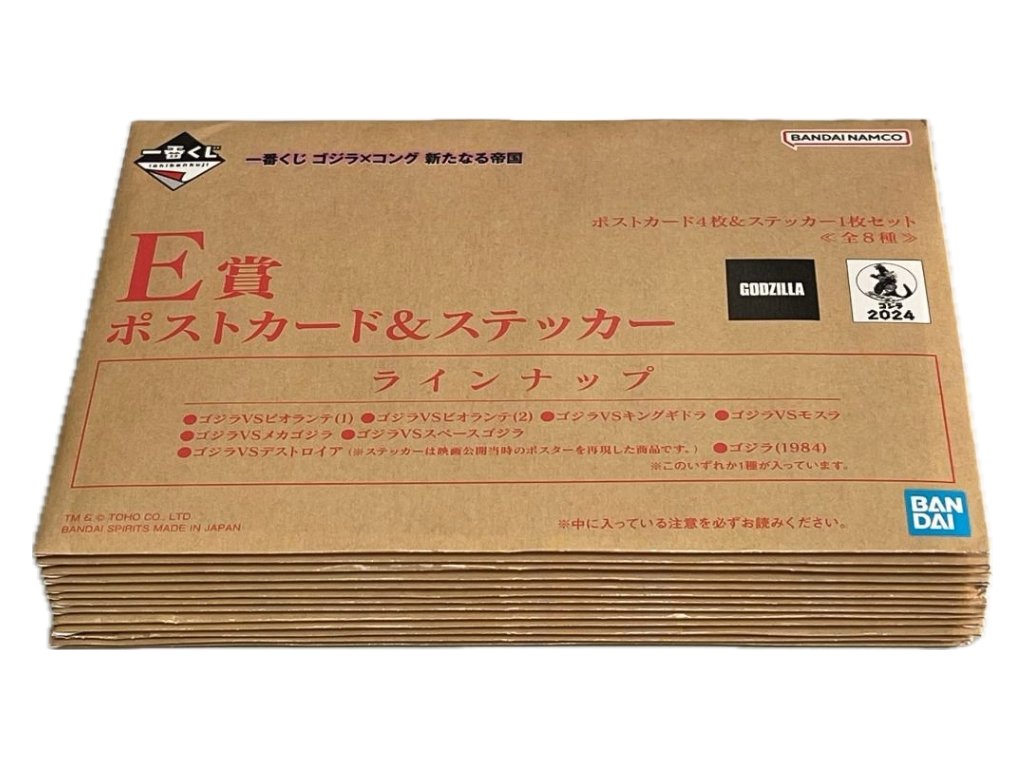 一番くじ
ichibankuji
一番くじ ゴジラ×コング 新たなる帝国
BANDAI NAMCO
ポストカード4枚&ステッカー1枚セット
≪全8種≫
E賞
ポストカード&ステッカー
GODZILLA
ゴジラ
2024
ラインナップ
●ゴジラVSビオランテ(1) ●ゴジラVSビオランテ(2) ●ゴジラVSキングギドラ ●ゴジラVSモスラ
●ゴジラVSメカゴジラ ●ゴジラVSスペースゴジラ
●ゴジラVSデストロイア(※ステッカーは映画公開当時のポスターを再現した商品です。) ●ゴジラ(1984)
※このいずれか1種が入っています。
TM & © TOHO CO., LTD
BANDAI SPIRITS MADE IN JAPAN
※中に入っている注意を必ずお読みください。
BAN
DAI